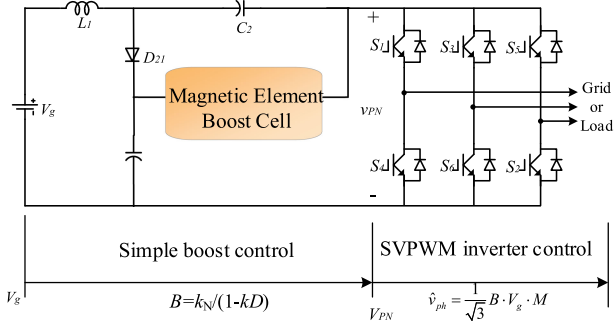 L1
C2
+
S1
S3
S5
D21
Magnetic Element
Boost Cell
Vg
vPN
Grid
or
Load
S4
S6
S2
-
Simple boost control
SVPWM inverter control
Vg
B=kN/(1-kD)
VPN
v̂ph = 1/√3 B·Vg·M